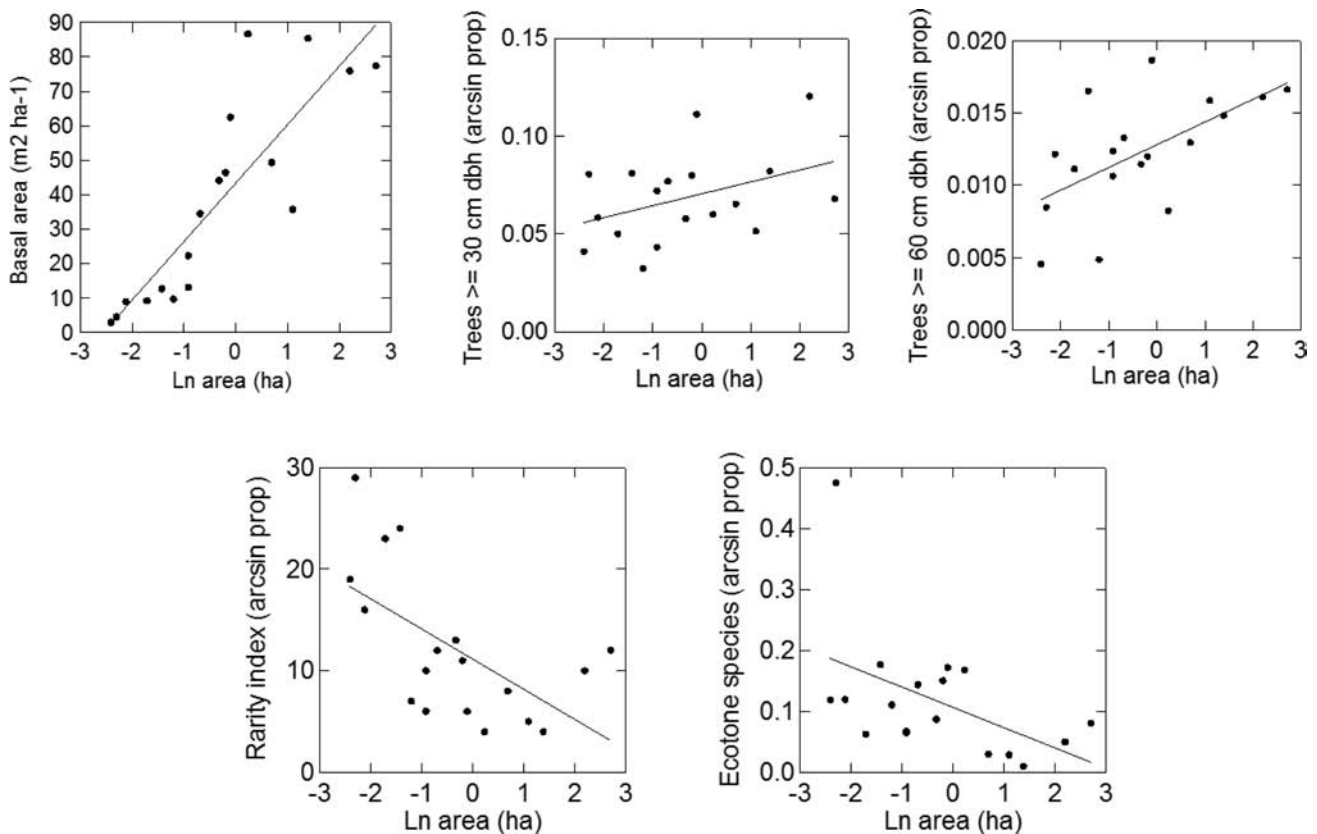 Basal area (m2 ha-1)
90
80
70
60
50
40
30
20
10
0
-3 -2 -1 0 1 2 3
Ln area (ha)
Trees >= 30 cm dbh (arcsin prop)
0.15
0.10
0.05
0.00
-3 -2 -1 0 1 2 3
Ln area (ha)
Trees >= 60 cm dbh (arcsin prop)
0.020
0.015
0.010
0.005
0.000
-3 -2 -1 0 1 2 3
Ln area (ha)
Rarity index (arcsin prop)
30
20
10
0
-3 -2 -1 0 1 2 3
Ln area (ha)
Ecotone species (arcsin prop)
0.5
0.4
0.3
0.2
0.1
0.0
-3 -2 -1 0 1 2 3
Ln area (ha)